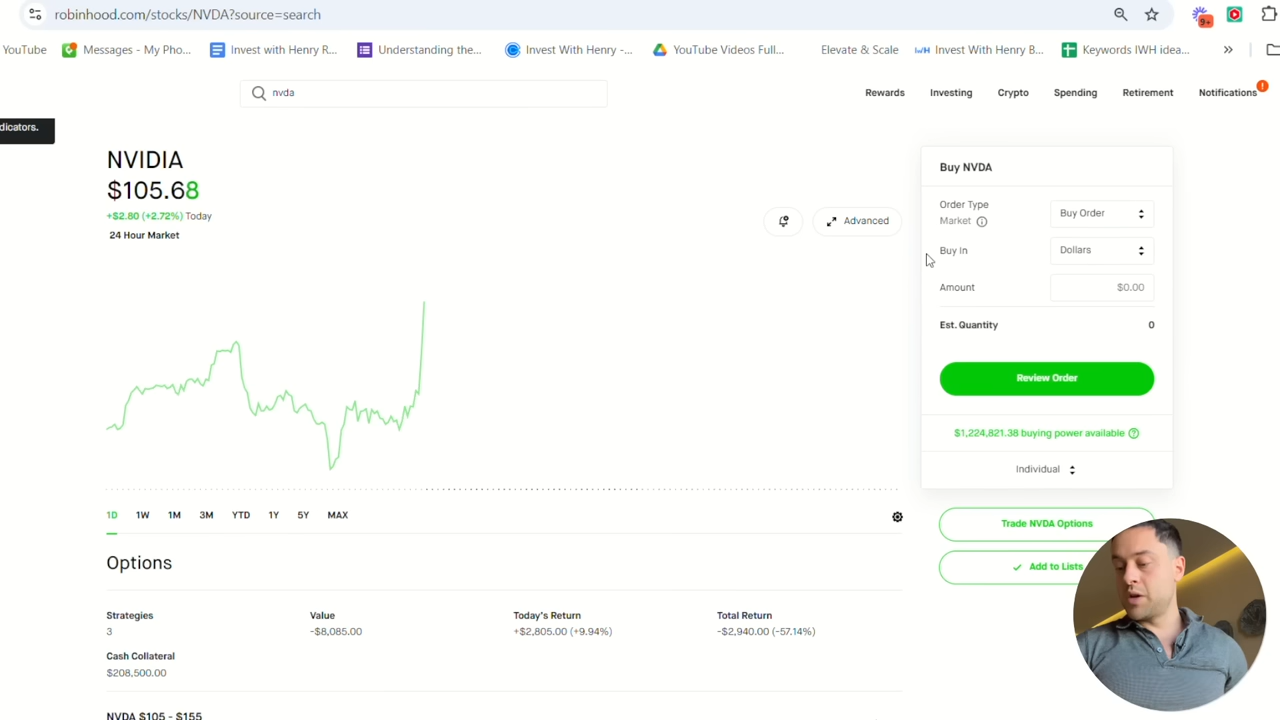 robinhood.com/stocks/NVDA?source=search
9+
YouTube
Messages - My Pho...
Invest with Henry R...
Understanding the...
Invest With Henry -...
YouTube Videos Full...
Elevate & Scale
IWH Invest With Henry B...
Keywords IWH idea...
nvda
Rewards
Investing
Crypto
Spending
Retirement
Notifications
!
dicators.
NVIDIA
$105.68
+$2.80 (+2.72%) Today
24 Hour Market
Advanced
1D
1W
1M
3M
YTD
1Y
5Y
MAX
Buy NVDA
Order Type
Market
Buy Order
Buy In
Dollars
Amount
$0.00
Est. Quantity
0
Review Order
$1,224,821.38 buying power available
Individual
Trade NVDA Options
Add to Lists
Options
Strategies
3
Value
-$8,085.00
Today's Return
+$2,805.00 (+9.94%)
Total Return
-$2,940.00 (-57.14%)
Cash Collateral
$208,500.00
NVDA $105 - $155